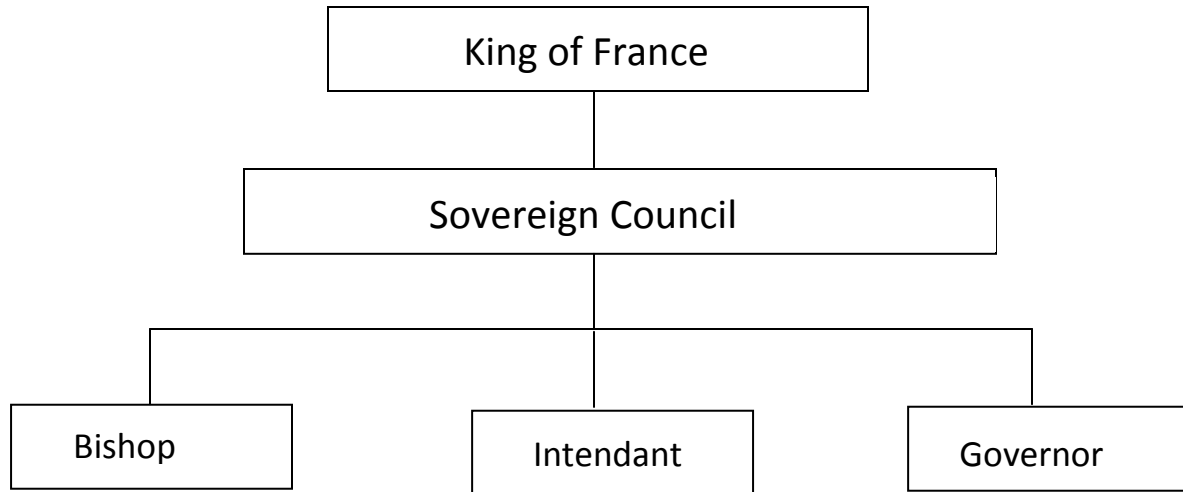 King of France
Sovereign Council
Bishop
Intendant
Governor